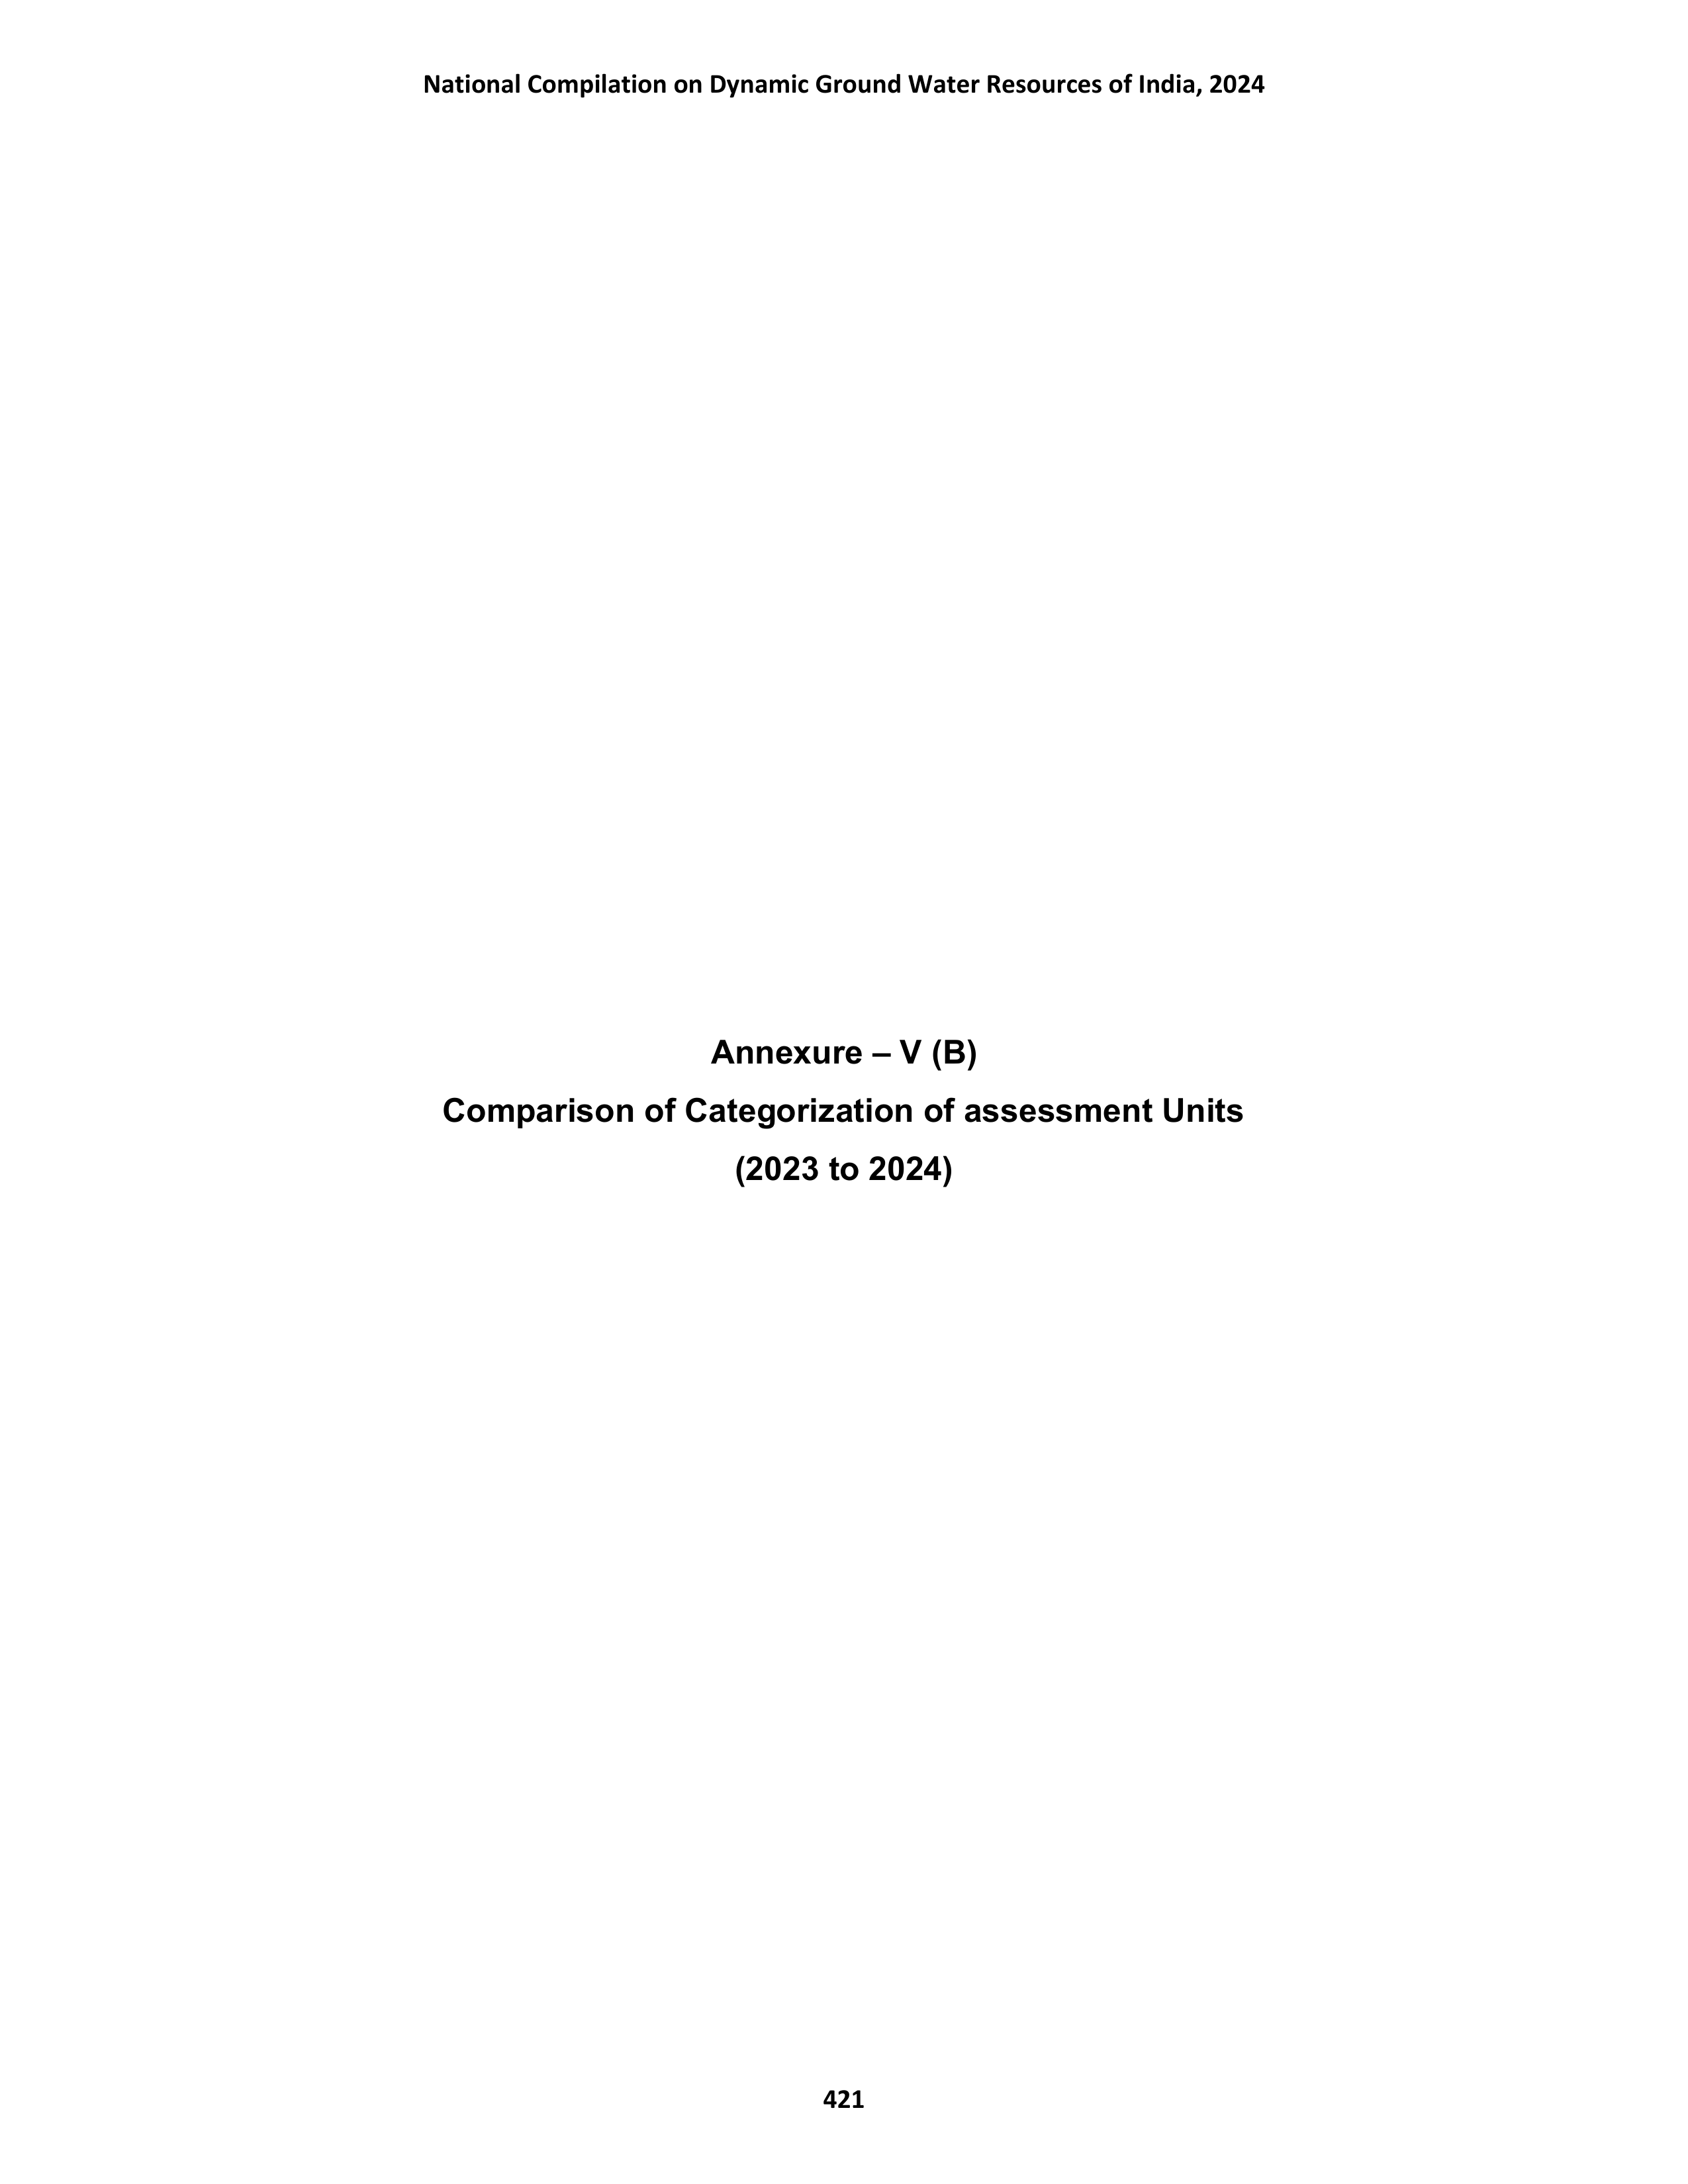 National Compilation on Dynamic Ground Water Resources of India, 2024
Annexure – V (B)
Comparison of Categorization of assessment Units
(2023 to 2024)
421